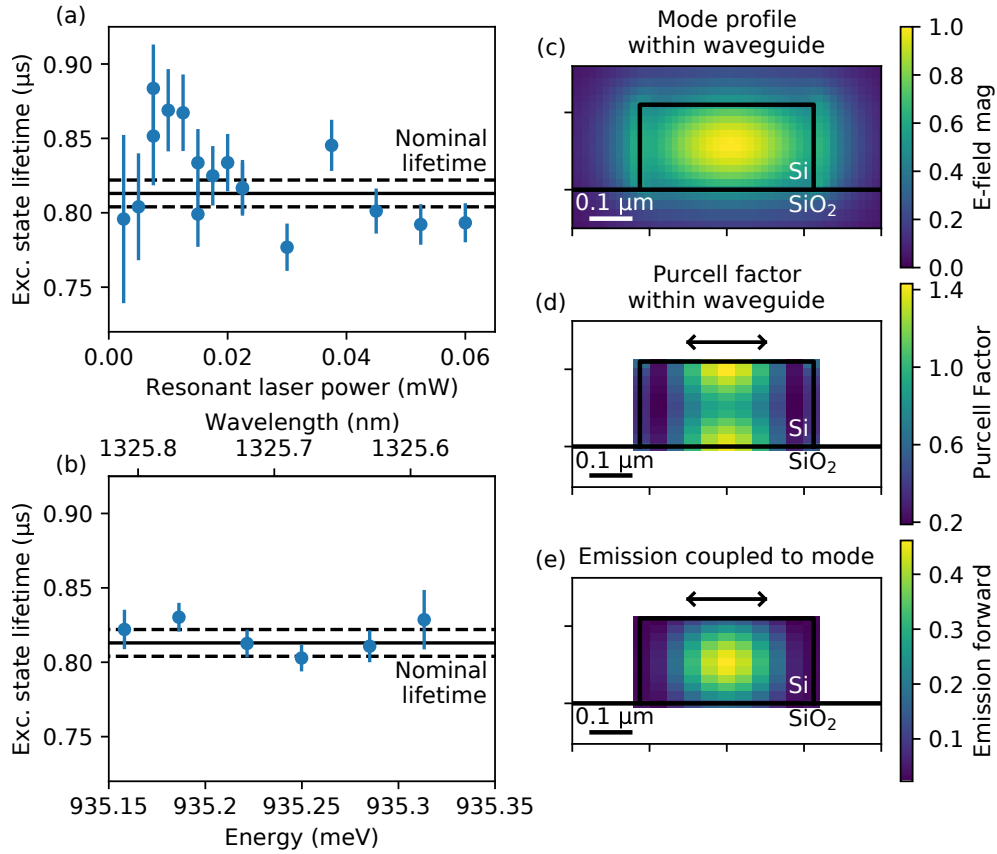 (a)
0.90
0.85
0.80
0.75
Exc. state lifetime (µs)
Nominal
lifetime
0.00
0.02
0.04
0.06
Resonant laser power (mW)
Wavelength (nm)
1325.8
1325.7
1325.6
(b)
0.90
0.85
0.80
0.75
Exc. state lifetime (µs)
Nominal
lifetime
935.15
935.2
935.25
935.3
935.35
Energy (meV)
Mode profile
within waveguide
(c)
Si
SiO₂
0.1 µm
1.0
0.8
0.6
0.4
0.2
0.0
E-field mag
Purcell factor
within waveguide
(d)
Si
SiO₂
0.1 µm
1.4
1.0
0.6
0.2
Purcell Factor
(e)
Emission coupled to mode
Si
SiO₂
0.1 µm
0.4
0.3
0.2
0.1
Emission forward